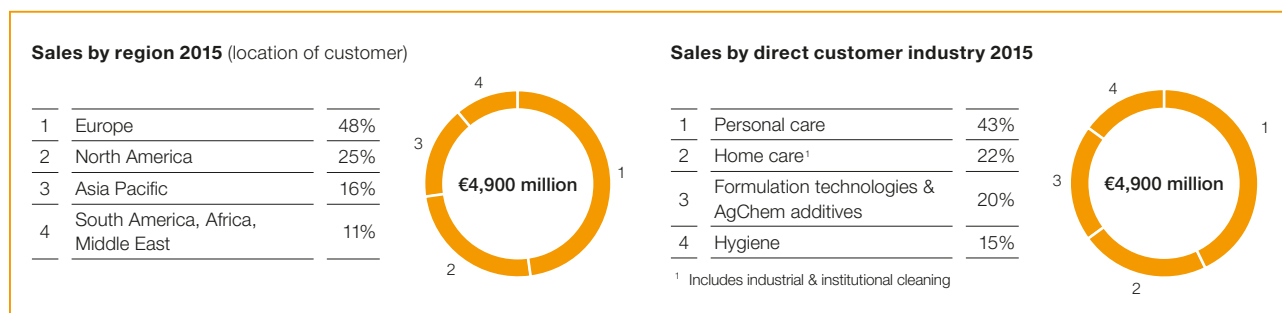 Sales by region 2015 (location of customer)
1 Europe 48%
2 North America 25%
3 Asia Pacific 16%
4 South America, Africa, Middle East 11%
4
3
1
2
€4,900 million
Sales by direct customer industry 2015
1 Personal care 43%
2 Home care¹ 22%
3 Formulation technologies & AgChem additives 20%
4 Hygiene 15%
¹ Includes industrial & institutional cleaning
4
1
3
2
€4,900 million